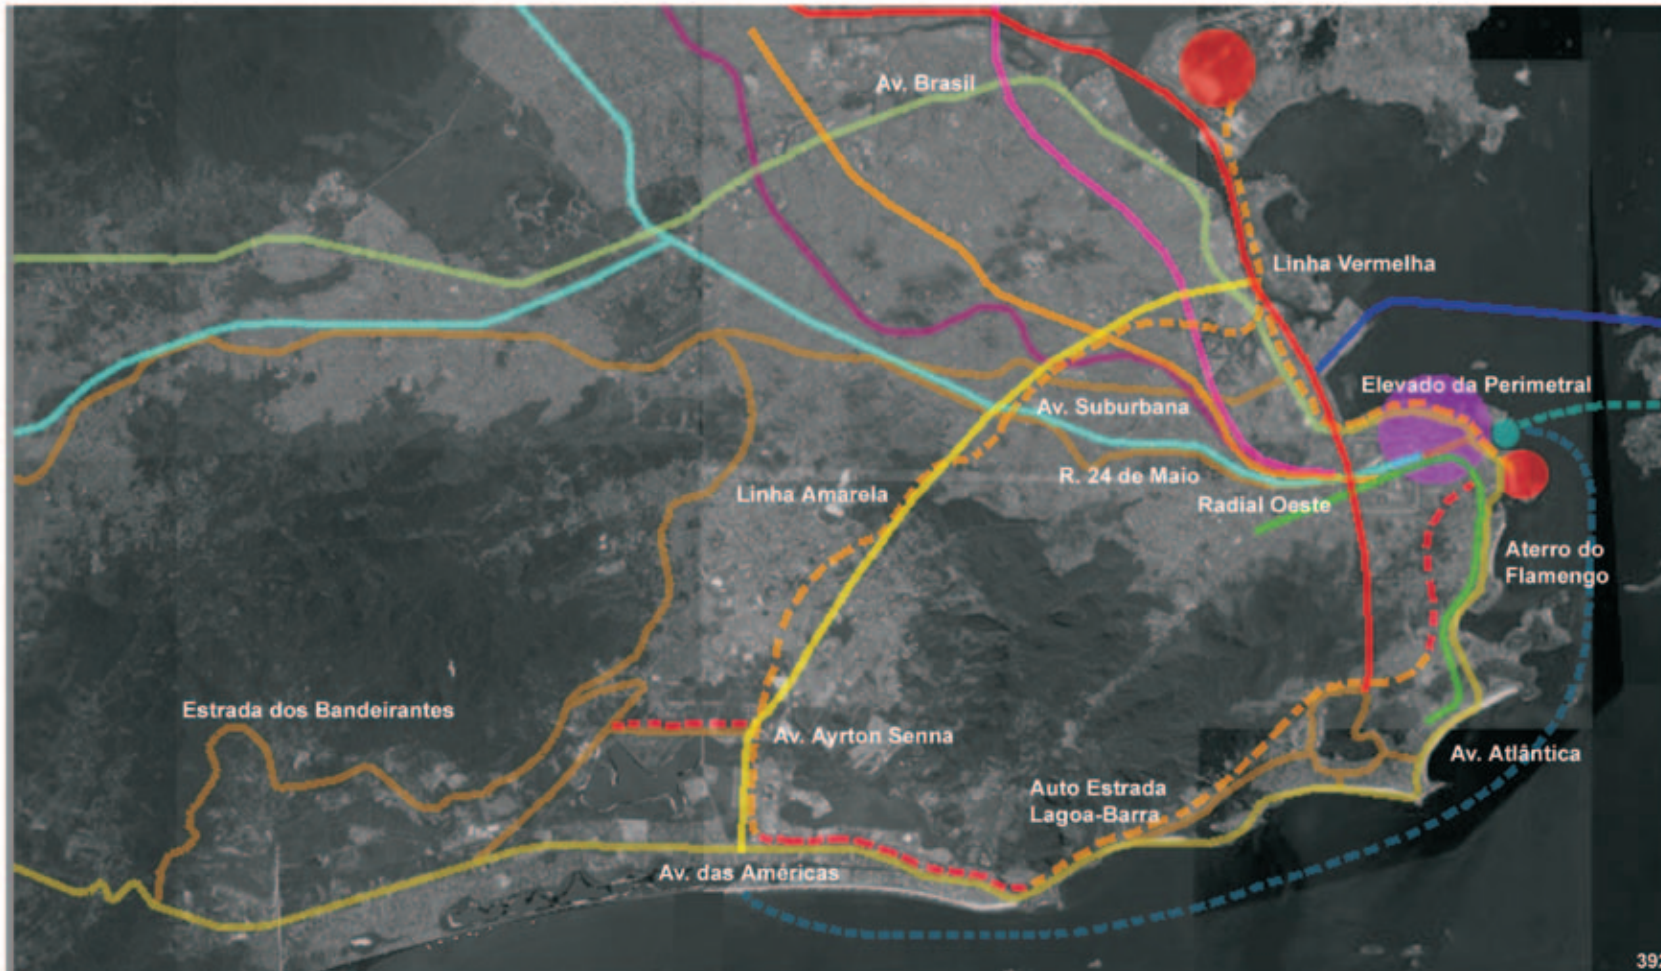 Av. Brasil
Linha Vermelha
Elevado da Perimetral
Av. Suburbana
R. 24 de Maio
Linha Amarela
Radial Oeste
Aterro do
Flamengo
Estrada dos Bandeirantes
Av. Ayrton Senna
Av. Atlântica
Auto Estrada
Lagoa-Barra
Av. das Américas